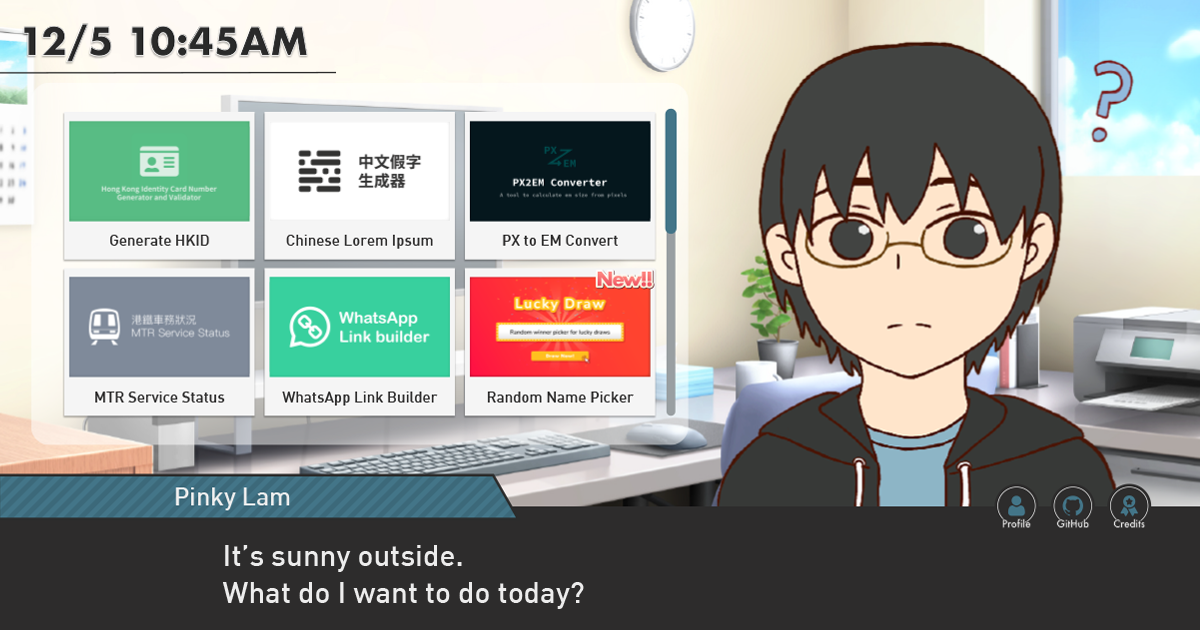 12/5 10:45AM
Hong Kong Identity Card Number
Generator and Validator
Generate HKID
中文假字
生成器
Chinese Lorem Ipsum
PX
2
EM
PX2EM Converter
A tool to calculate em size from pixels
PX to EM Convert
港鐵車務狀況
MTR Service Status
MTR Service Status
WhatsApp
Link builder
WhatsApp Link Builder
New!!
Lucky Draw
Random winner picker for lucky draws.
Random Name Picker
?
Pinky Lam
Profile
GitHub
Credits
It's sunny outside.
What do I want to do today?